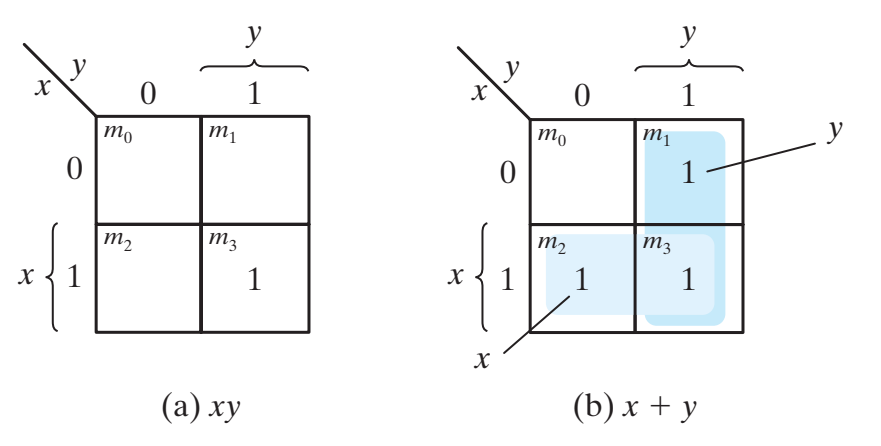 y y
y y
x 0 1 x 0 1
m₀ m₁ m₀ m₁ y
0 0 1
m₂ m₃ m₂ m₃
x 1 1 x 1 1 1
x
(a) xy (b) x + y